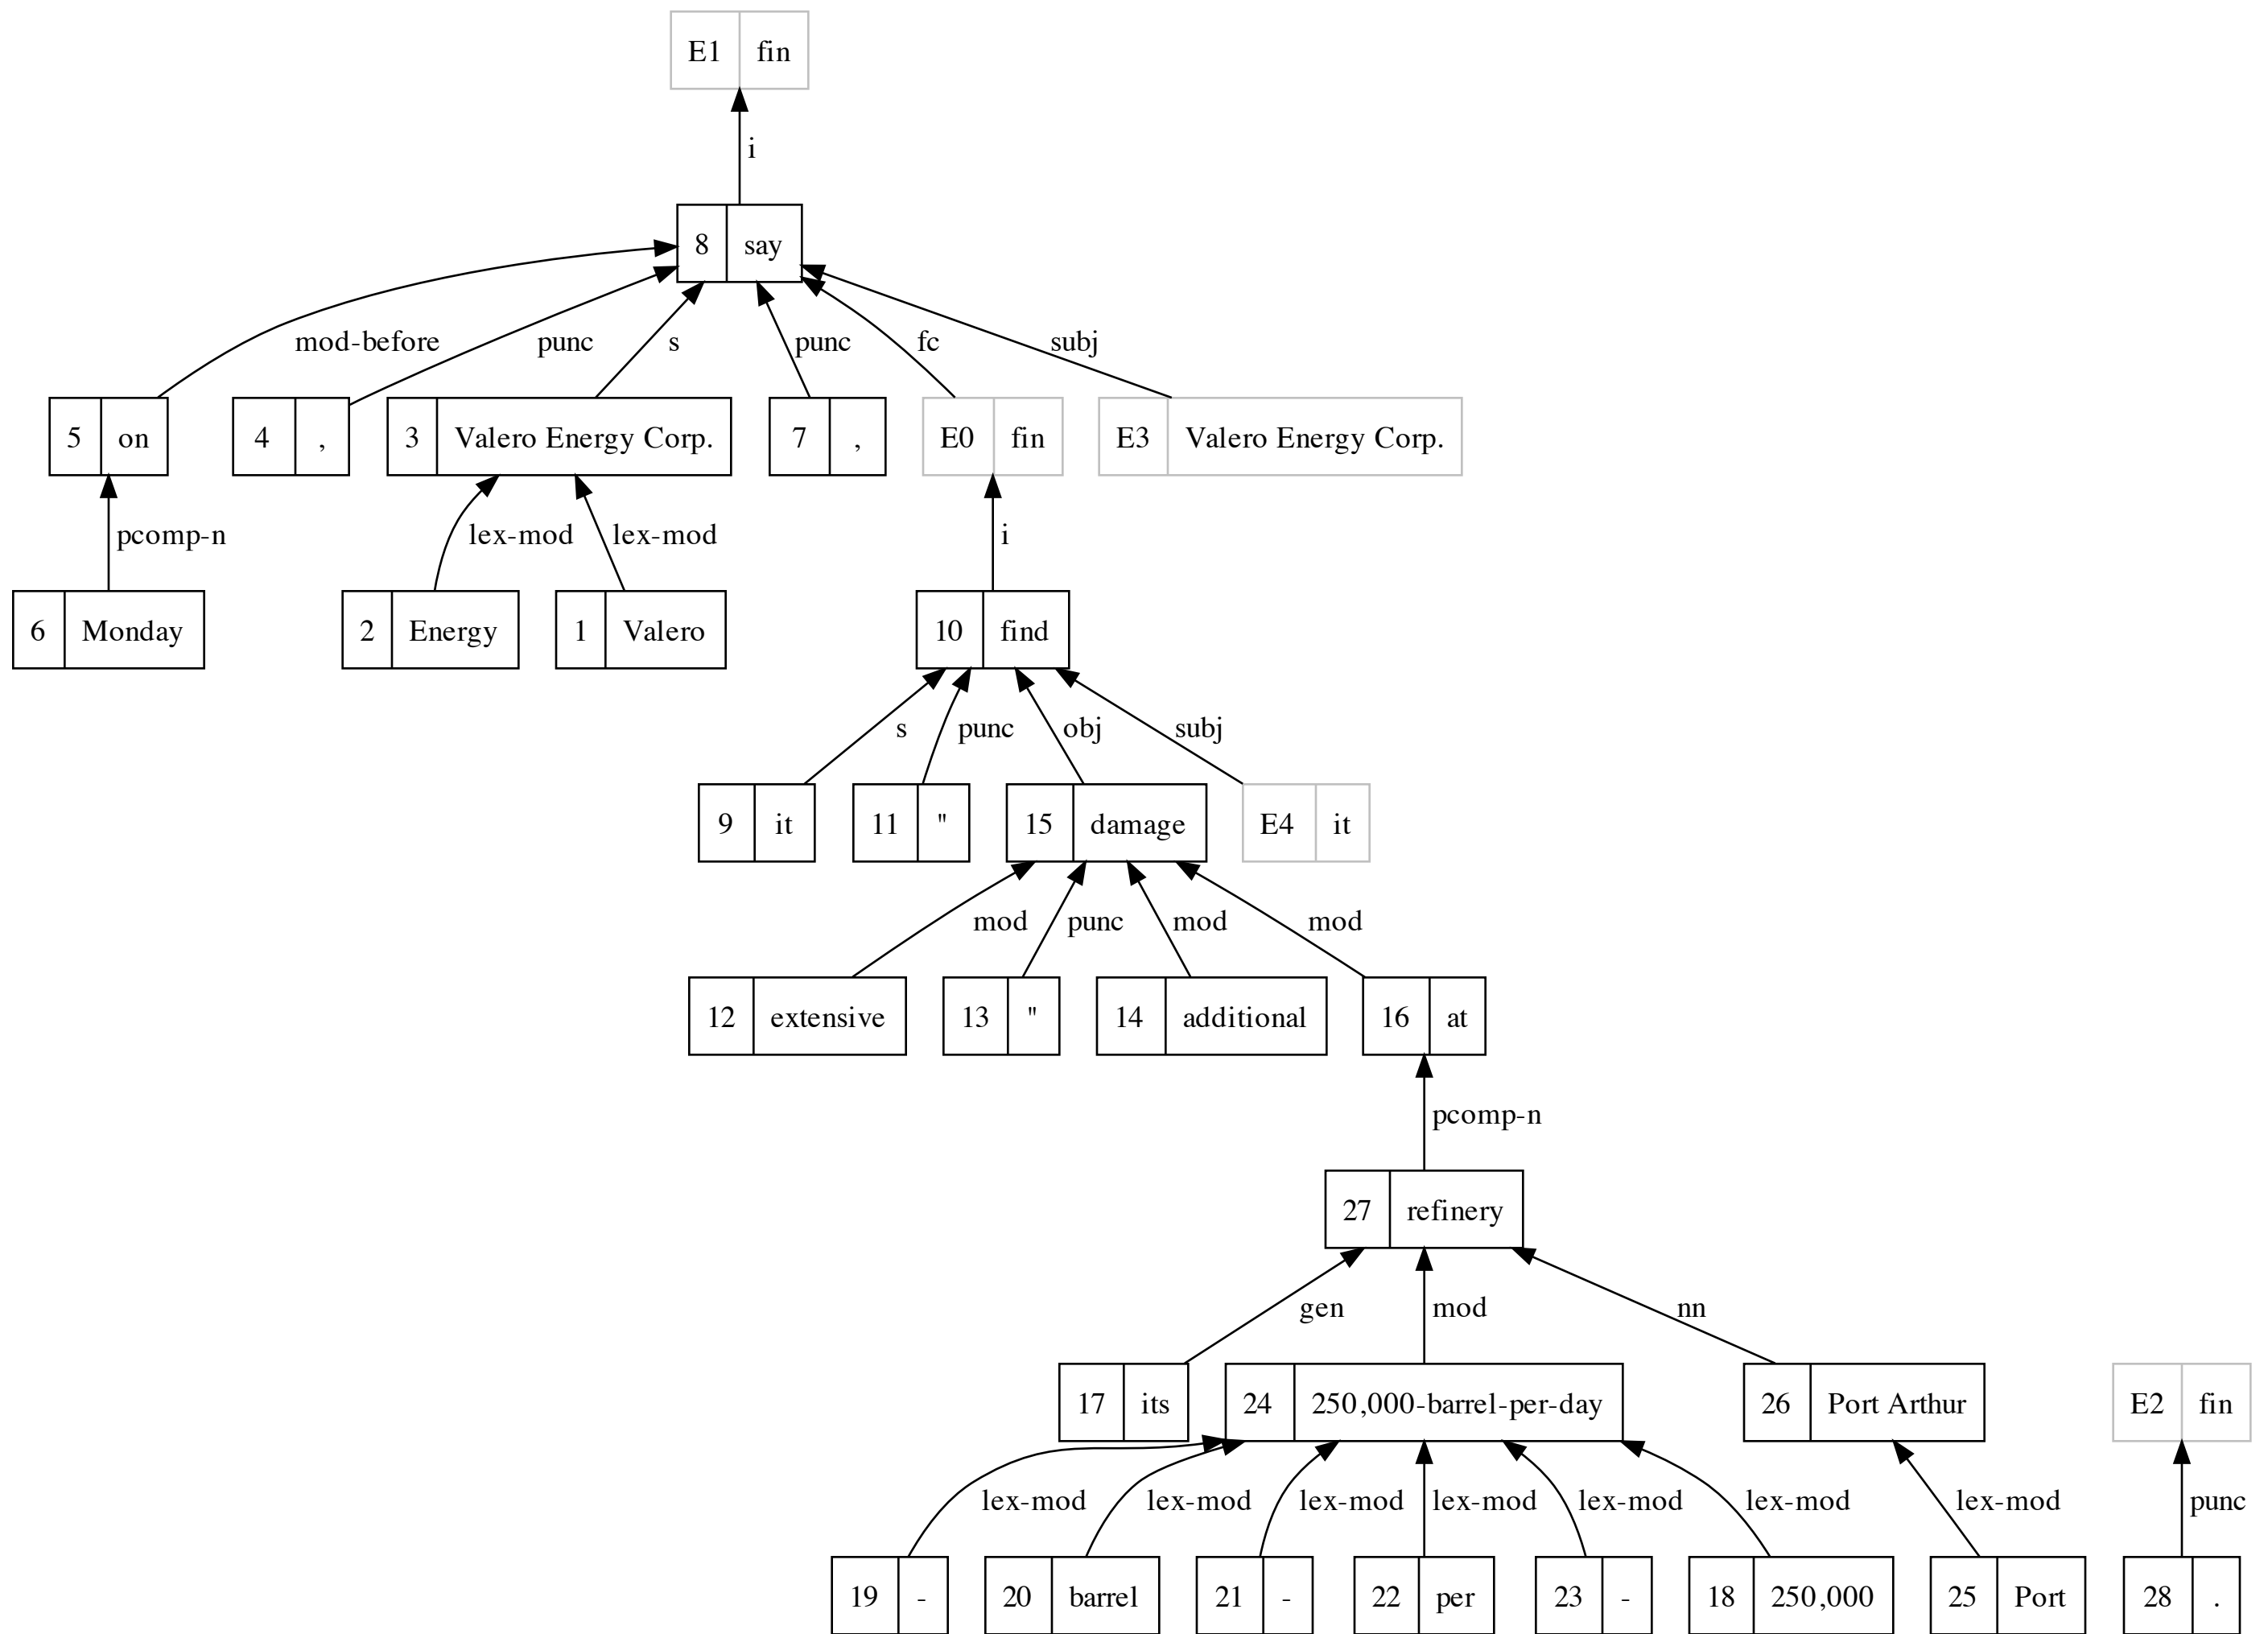 E1 fin
i
8 say
mod-before punc s punc fc subj
5 on 4 , 3 Valero Energy Corp. 7 , E0 fin E3 Valero Energy Corp.
pcomp-n lex-mod lex-mod i
6 Monday 2 Energy 1 Valero 10 find
s punc obj subj
9 it 11 " 15 damage E4 it
mod punc mod mod
12 extensive 13 " 14 additional 16 at
pcomp-n
27 refinery
gen mod nn
17 its 24 250,000-barrel-per-day 26 Port Arthur E2 fin
lex-mod lex-mod lex-mod lex-mod lex-mod lex-mod lex-mod punc
19 - 20 barrel 21 - 22 per 23 - 18 250,000 25 Port 28 .